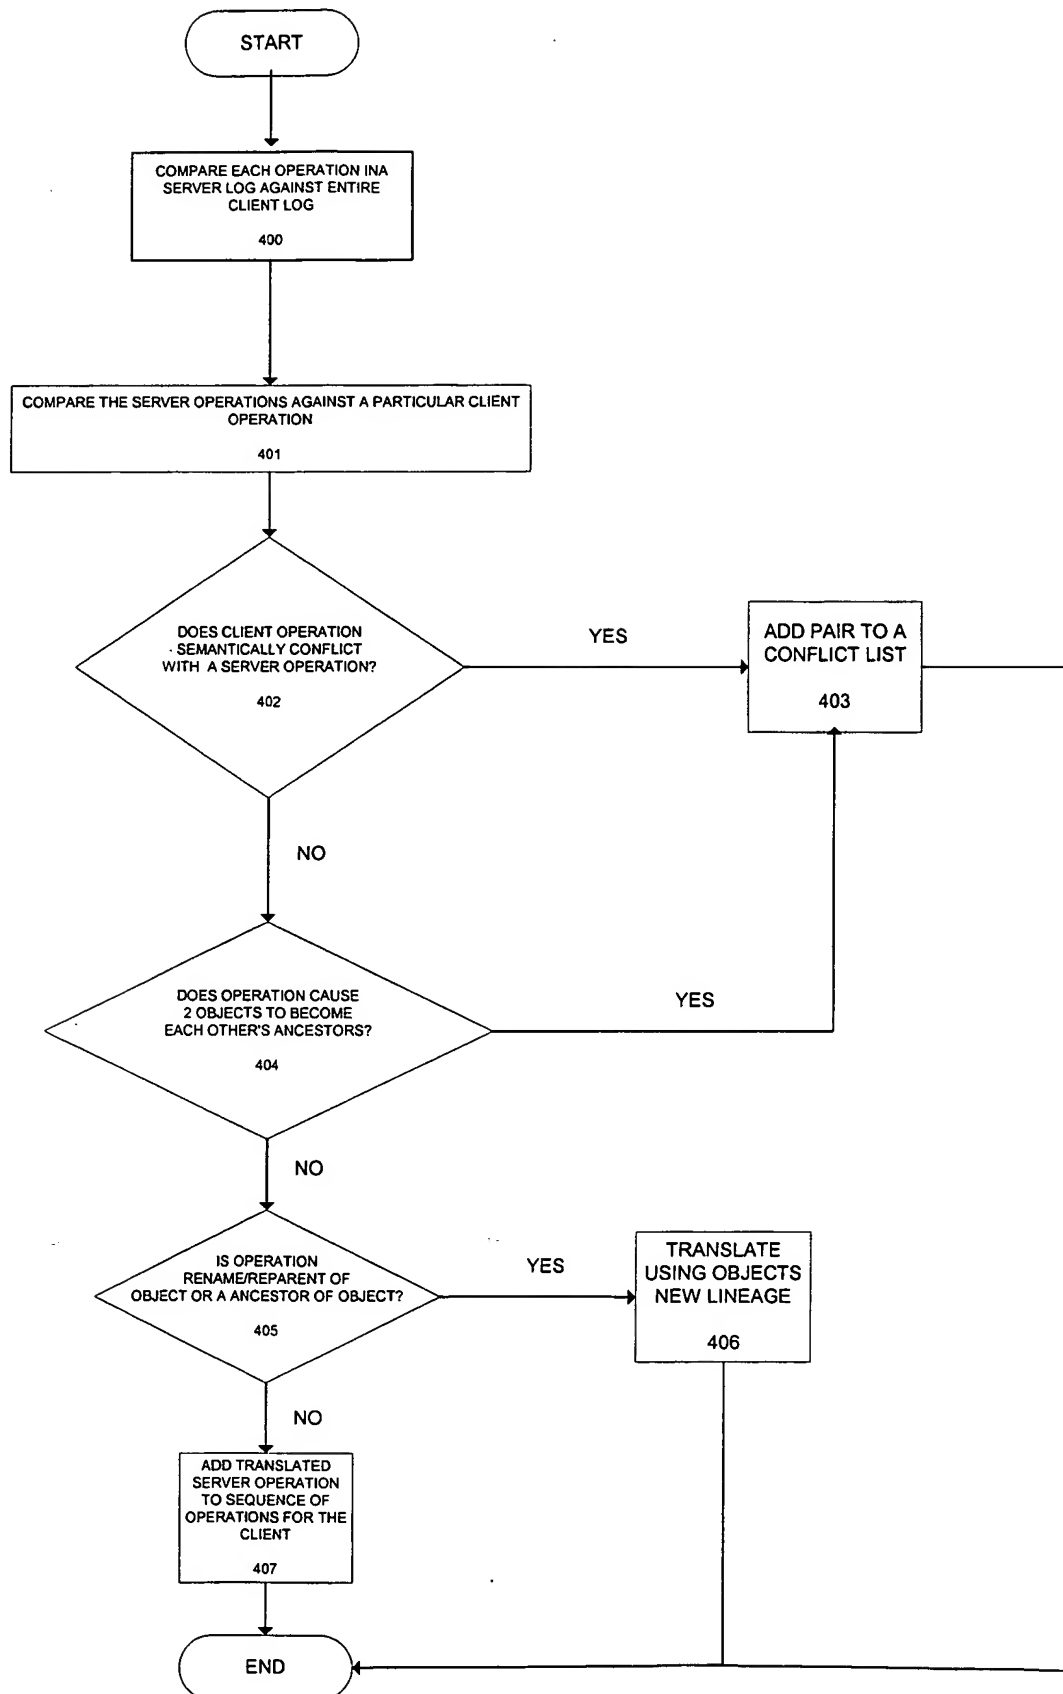 START
COMPARE EACH OPERATION INA
SERVER LOG AGAINST ENTIRE
CLIENT LOG
400
COMPARE THE SERVER OPERATIONS AGAINST A PARTICULAR CLIENT
OPERATION
401
DOES CLIENT OPERATION
SEMANTICALLY CONFLICT
WITH A SERVER OPERATION?
402
YES
ADD PAIR TO A
CONFLICT LIST
403
NO
DOES OPERATION CAUSE
2 OBJECTS TO BECOME
EACH OTHER'S ANCESTORS?
404
YES
NO
IS OPERATION
RENAME/REPARENT OF
OBJECT OR A ANCESTOR OF OBJECT?
405
YES
TRANSLATE
USING OBJECTS
NEW LINEAGE
406
NO
ADD TRANSLATED
SERVER OPERATION
TO SEQUENCE OF
OPERATIONS FOR THE
CLIENT
407
END